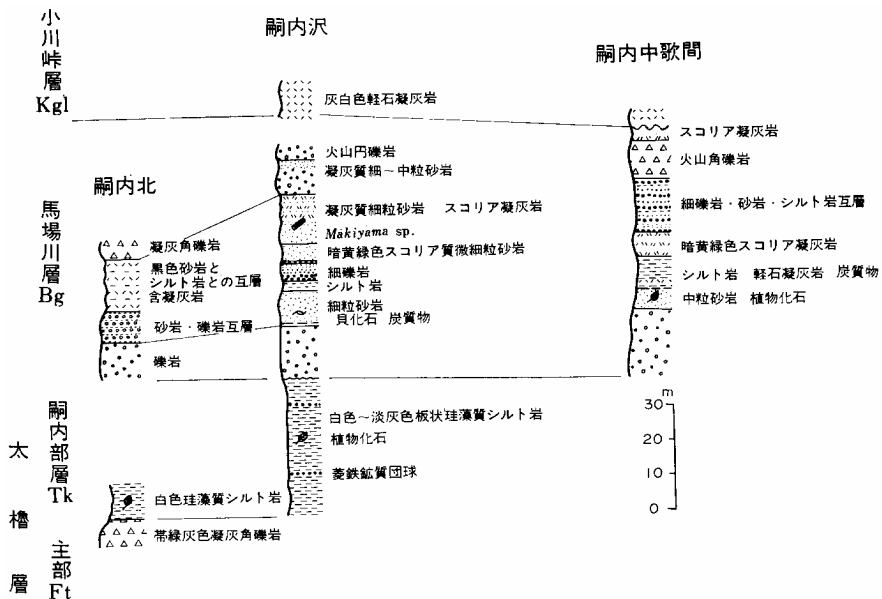 小川峠層
Kgl
馬場川層
Bg
太櫓層
嗣内部層
Tk
主部
Ft
嗣内北
凝灰角礫岩
黒色砂岩と
シルト岩との互層
含凝灰岩
砂岩・礫岩互層
礫岩
白色珪藻質シルト岩
帯緑灰色凝灰角礫岩
嗣内沢
灰白色軽石凝灰岩
火山円礫岩
凝灰質細～中粒砂岩
凝灰質細粒砂岩 スコリア凝灰岩
Makiyama sp.
暗黄緑色スコリア質微細粒砂岩
細礫岩
シルト岩
細粒砂岩
貝化石 炭質物
白色～淡灰色板状珪藻質シルト岩
植物化石
菱鉄鉱質団球
嗣内中歌間
スコリア凝灰岩
火山角礫岩
細礫岩・砂岩・シルト岩互層
暗黄緑色スコリア凝灰岩
シルト岩 軽石凝灰岩 炭質物
中粒砂岩 植物化石
m
30
20
10
0